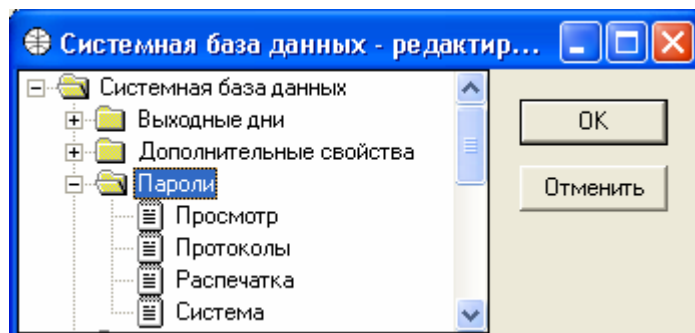 Системная база данных - редактир...
Системная база данных
Выходные дни
Дополнительные свойства
Пароли
Просмотр
Протоколы
Распечатка
Система
OK
Отменить